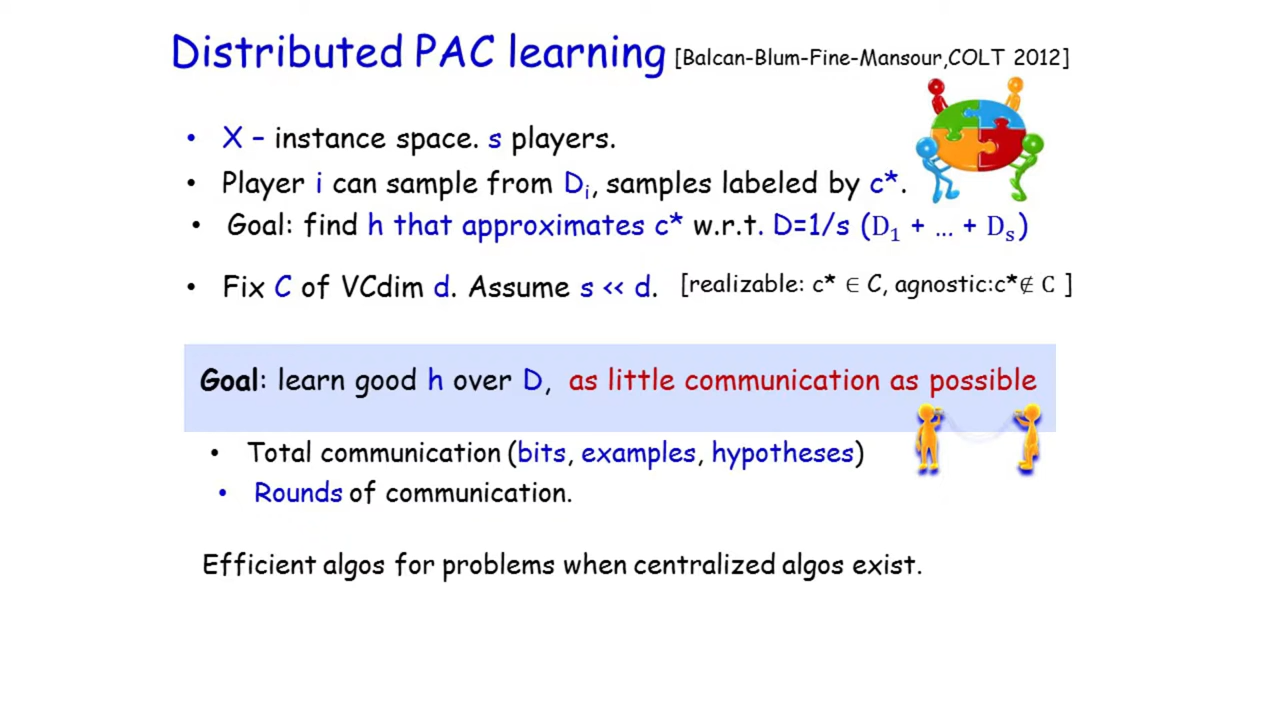 Distributed PAC learning [Balcan-Blum-Fine-Mansour,COLT 2012]
• X – instance space. s players.
• Player i can sample from Dᵢ, samples labeled by c*.
• Goal: find h that approximates c* w.r.t. D=1/s (D₁ + … + Dₛ)
• Fix C of VCdim d. Assume s << d. [realizable: c* ∈ C, agnostic:c*∉ C ]
Goal: learn good h over D, as little communication as possible
• Total communication (bits, examples, hypotheses)
• Rounds of communication.
Efficient algos for problems when centralized algos exist.